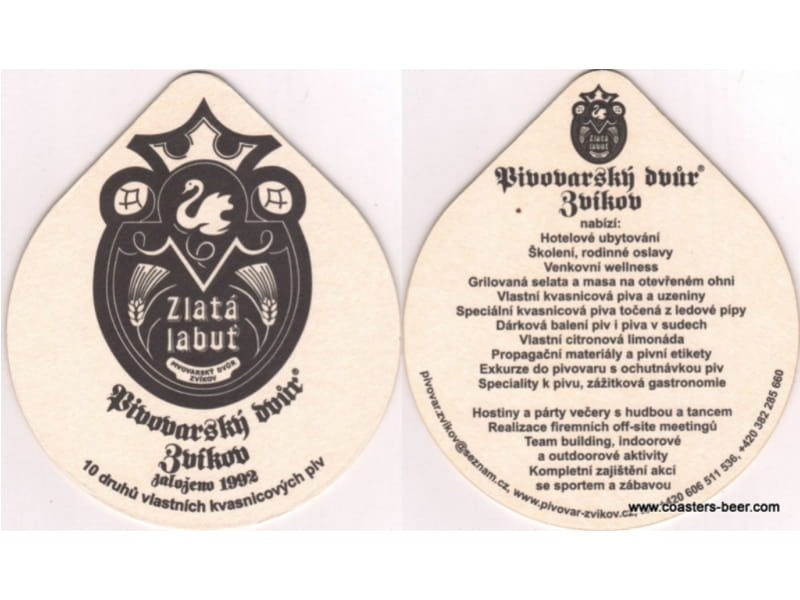 Zlatá
labuť
PIVOVARSKÝ DVŮR
ZVÍKOV
Pivovarský dvůr®
Zvíkov
založeno 1992
10 druhů vlastních kvasnicových piv
Zlatá
labuť
Pivovarský dvůr®
Zvíkov
nabízí:
Hotelové ubytování
Školení, rodinné oslavy
Venkovní wellness
Grilovaná selata a masa na otevřeném ohni
Vlastní kvasnicová piva a uzeniny
Speciální kvasnicová piva točená z ledové pípy
Dárková balení piv i piva v sudech
Vlastní citronová limonáda
Propagační materiály a pivní etikety
Exkurze do pivovaru s ochutnávkou piv
Speciality k pivu, zážitková gastronomie
Hostiny a párty večery s hudbou a tancem
Realizace firemních off-site meetingů
Team building, indoorové
a outdorové aktivity
Kompletní zajištění akcí
se sportem a zábavou
pivovar.zvikov@seznam.cz, www.pivovar-zvikov.cz, +420 606 511 536, +420 382 285 660
www.coasters-beer.com